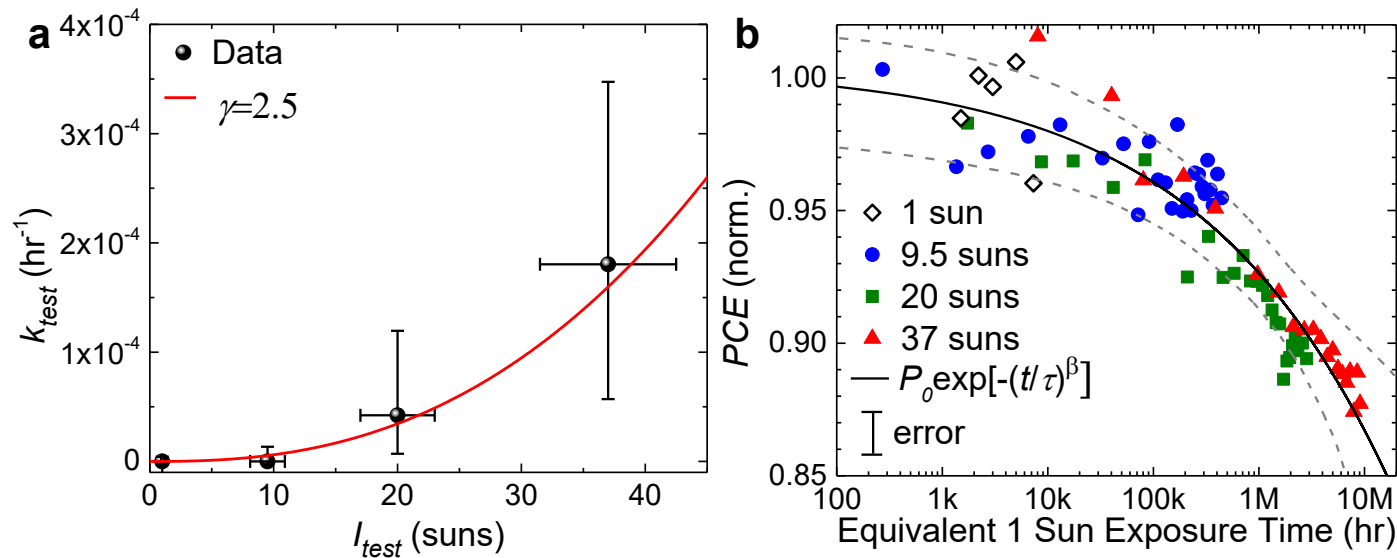 a
4x10⁻⁴
3x10⁻⁴
2x10⁻⁴
1x10⁻⁴
0
k_test (hr⁻¹)
Data
γ=2.5
0 10 20 30 40
I_test (suns)
b
1.00
0.95
0.90
0.85
PCE (norm.)
1 sun
9.5 suns
20 suns
37 suns
P₀exp[-(t/τ)^β]
error
100 1k 10k 100k 1M 10M
Equivalent 1 Sun Exposure Time (hr)